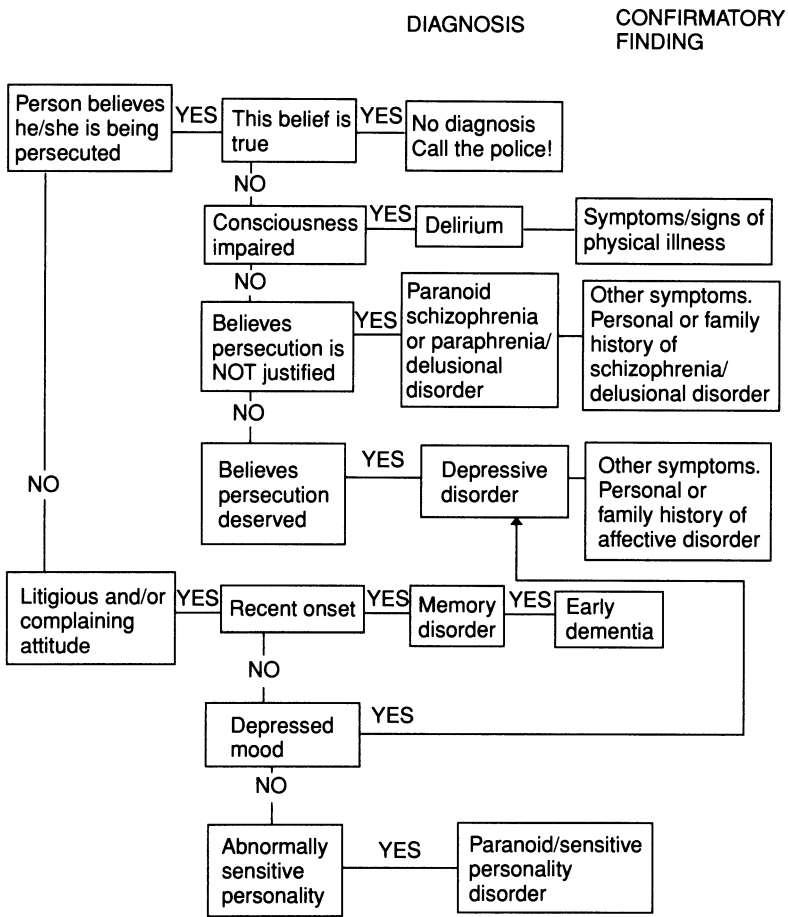 DIAGNOSIS
CONFIRMATORY
FINDING
Person believes
he/she is being
persecuted
YES
This belief is
true
YES
No diagnosis
Call the police!
NO
Consciousness
impaired
YES
Delirium
Symptoms/signs of
physical illness
NO
Believes
persecution is
NOT justified
YES
Paranoid
schizophrenia
or paraphrenia/
delusional
disorder
Other symptoms.
Personal or family
history of
schizophrenia/
delusional disorder
NO
Believes
persecution
deserved
YES
Depressive
disorder
Other symptoms.
Personal or
family history of
affective disorder
NO
Litigious and/or
complaining
attitude
YES
Recent onset
YES
Memory
disorder
YES
Early
dementia
NO
Depressed
mood
YES
NO
Abnormally
sensitive
personality
YES
Paranoid/sensitive
personality
disorder